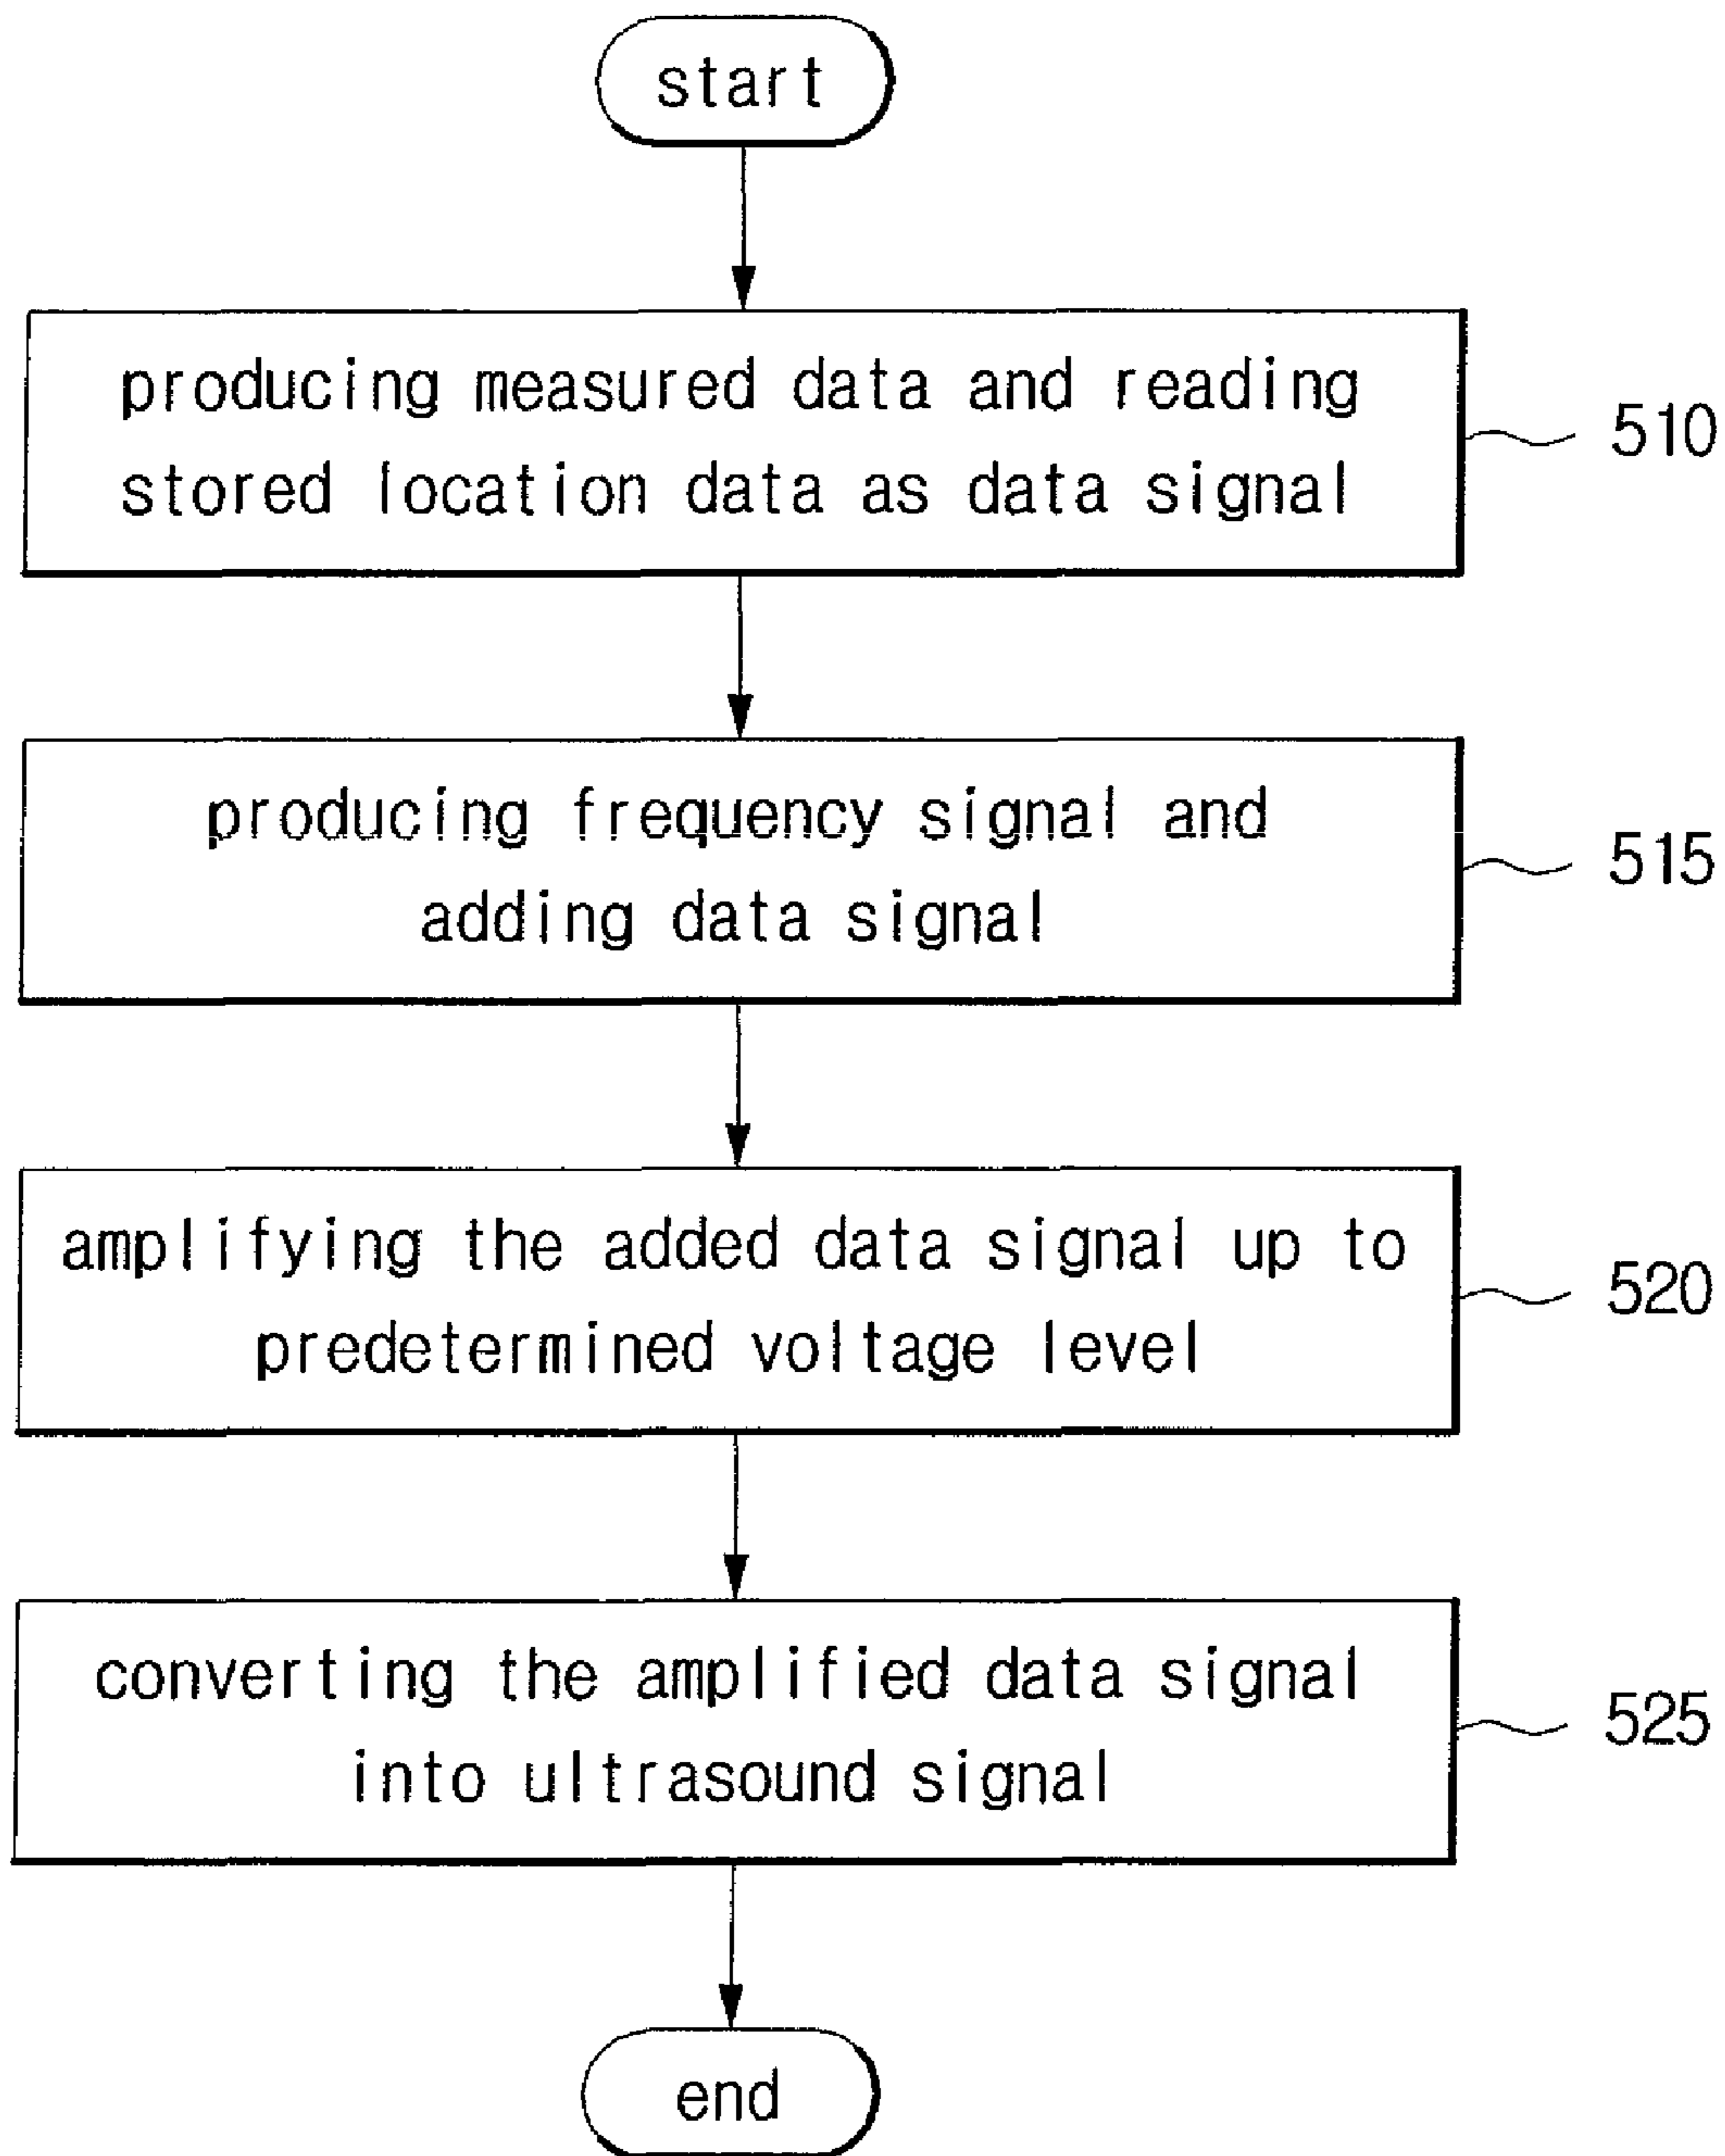 start
producing measured data and reading
stored location data as data signal
510
producing frequency signal and
adding data signal
515
amplifying the added data signal up to
predetermined voltage level
520
converting the amplified data signal
into ultrasound signal
525
end